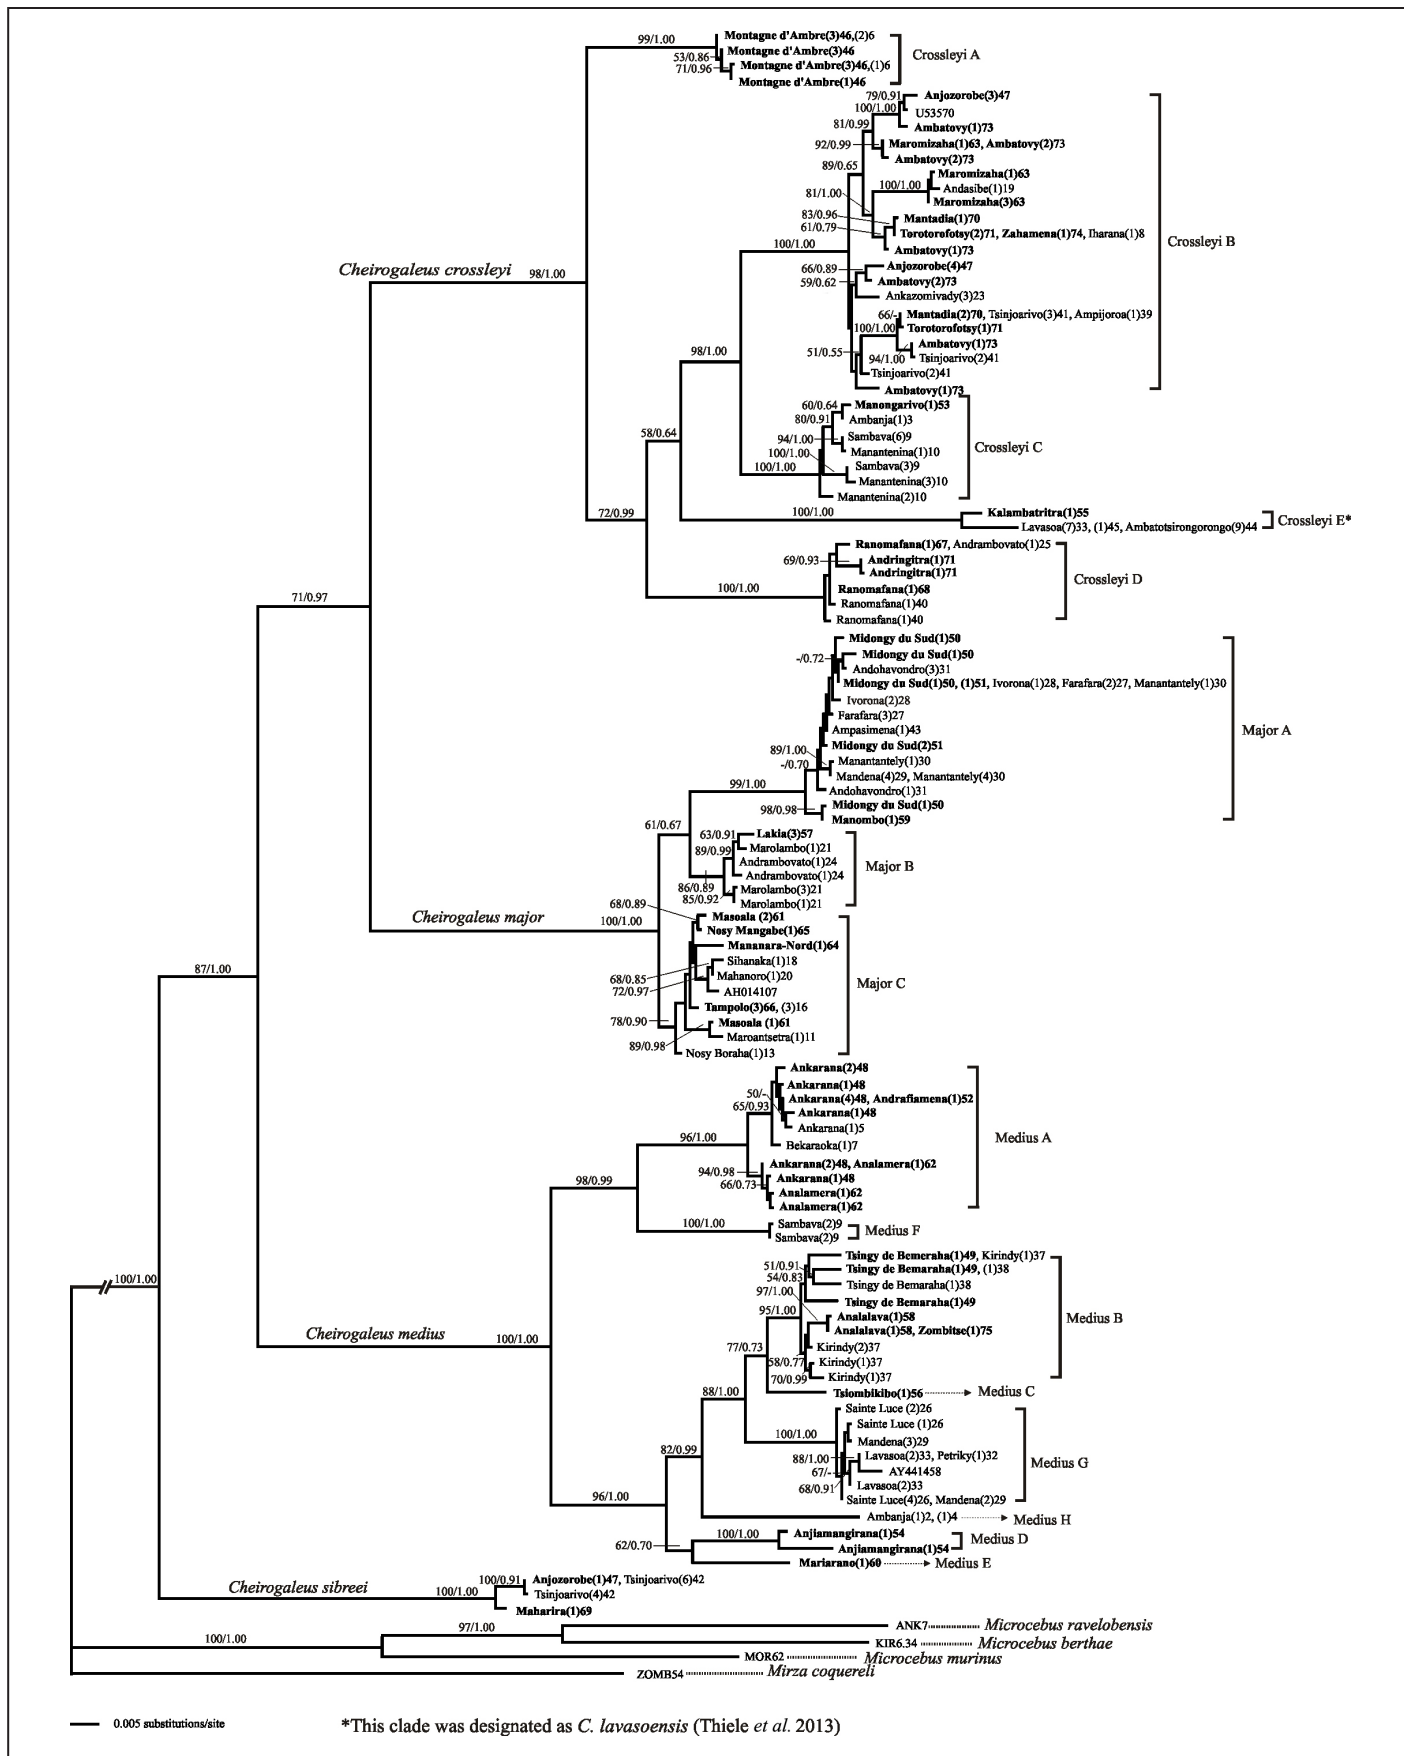 99/1.00
Montagne d'Ambre(3)46,(2)6
53/0.86
Montagne d'Ambre(3)46
71/0.96
Montagne d'Ambre(3)46,(1)6
Montagne d'Ambre(1)46
Crossleyi A
79/0.91
Anjozorobe(3)47
100/1.00
U53570
81/0.99
Ambatovy(1)73
92/0.99
Maromizaha(1)63, Ambatovy(2)73
Ambatovy(2)73
89/0.65
Maromizaha(1)63
100/1.00
Andasibe(1)19
81/1.00
Maromizaha(3)63
83/0.96
Mantadia(1)70
61/0.79
Torotorofotsy(2)71, Zahamena(1)74, Iharana(1)8
Crossleyi B
100/1.00
Ambatovy(1)73
66/0.89
Anjozorobe(4)47
59/0.62
Ambatovy(2)73
Ankazomivady(3)23
Cheirogaleus crossleyi
98/1.00
66/-
Mantadia(2)70, Tsinjoarivo(3)41, Ampijoroa(1)39
100/1.00
Torotorofotsy(1)71
Ambatovy(1)73
51/0.55
94/1.00
Tsinjoarivo(2)41
98/1.00
Tsinjoarivo(2)41
Ambatovy(1)73
60/0.64
Manongarivo(1)53
80/0.91
Ambanja(1)3
58/0.64
94/1.00
Sambava(6)9
100/1.00
Manantenina(1)10
Crossleyi C
100/1.00
Sambava(3)9
Manantenina(3)10
Manantenina(2)10
72/0.99
100/1.00
Kalambatritra(1)55
Lavasoa(7)33, (1)45, Ambatotsirongorongo(9)44
Crossleyi E*
Ranomafana(1)67, Andrambovato(1)25
69/0.93
Andringitra(1)71
Andringitra(1)71
Crossleyi D
100/1.00
Ranomafana(1)68
Ranomafana(1)40
Ranomafana(1)40
71/0.97
Midongy du Sud(1)50
-/0.72
Midongy du Sud(1)50
Andohavondro(3)31
Midongy du Sud(1)50, (1)51, Ivorona(1)28, Farafara(2)27, Manantantely(1)30
Ivorona(2)28
Farafara(3)27
Ampasimena(1)43
Major A
89/1.00
Midongy du Sud(2)51
-/0.70
Manantantely(1)30
Mandena(4)29, Manantantely(4)30
99/1.00
Andohavondro(1)31
98/0.98
Midongy du Sud(1)50
Manombo(1)59
61/0.67
63/0.91
Lakia(3)57
89/0.99
Marolambo(1)21
Andrambovato(1)24
Major B
Andrambovato(1)24
86/0.89
Marolambo(3)21
85/0.92
Marolambo(1)21
68/0.89
Cheirogaleus major
100/1.00
Masoala (2)61
Nosy Mangabe(1)65
Mananara-Nord(1)64
Sihanaka(1)18
68/0.85
Mahanoro(1)20
72/0.97
AH014107
Major C
Tampolo(3)66, (3)16
78/0.90
Masoala (1)61
89/0.98
Maroantsetra(1)11
Nosy Boraha(1)13
87/1.00
Ankarana(2)48
Ankarana(1)48
50/-
Ankarana(4)48, Andrafiamena(1)52
65/0.93
Ankarana(1)48
Ankarana(1)5
Medius A
96/1.00
Bekaraoka(1)7
94/0.98
Ankarana(2)48, Analamera(1)62
66/0.73
Ankarana(1)48
Analamera(1)62
Analamera(1)62
98/0.99
100/1.00
Sambava(2)9
Sambava(2)9
Medius F
Tsingy de Bemeraha(1)49, Kirindy(1)37
51/0.91
Tsingy de Bemaraha(1)49, (1)38
54/0.83
Tsingy de Bemaraha(1)38
97/1.00
Tsingy de Bemaraha(1)49
95/1.00
Analalava(1)58
Medius B
Analalava(1)58, Zombitse(1)75
77/0.73
Kirindy(2)37
58/0.77
Kirindy(1)37
70/0.99
Kirindy(1)37
100/1.00
Cheirogaleus medius
100/1.00
Tsiombikibo(1)56
Medius C
88/1.00
Sainte Luce (2)26
Sainte Luce (1)26
100/1.00
Mandena(3)29
88/1.00
Lavasoa(2)33, Petriky(1)32
67/-
AY441458
Medius G
68/0.91
Lavasoa(2)33
Sainte Luce(4)26, Mandena(2)29
82/0.99
96/1.00
Ambanja(1)2, (1)4
Medius H
100/1.00
Anjiamangirana(1)54
Medius D
62/0.70
Anjiamangirana(1)54
Mariarano(1)60
Medius E
Cheirogaleus sibreei
100/1.00
100/0.91
Anjozorobe(1)47, Tsinjoarivo(6)42
Tsinjoarivo(4)42
Maharira(1)69
97/1.00
ANK7
Microcebus ravelobensis
100/1.00
KIR6.34
Microcebus berthae
MOR62
Microcebus murinus
ZOMB54
Mirza coquereli
0.005 substitutions/site
*This clade was designated as C. lavasoensis (Thiele et al. 2013)